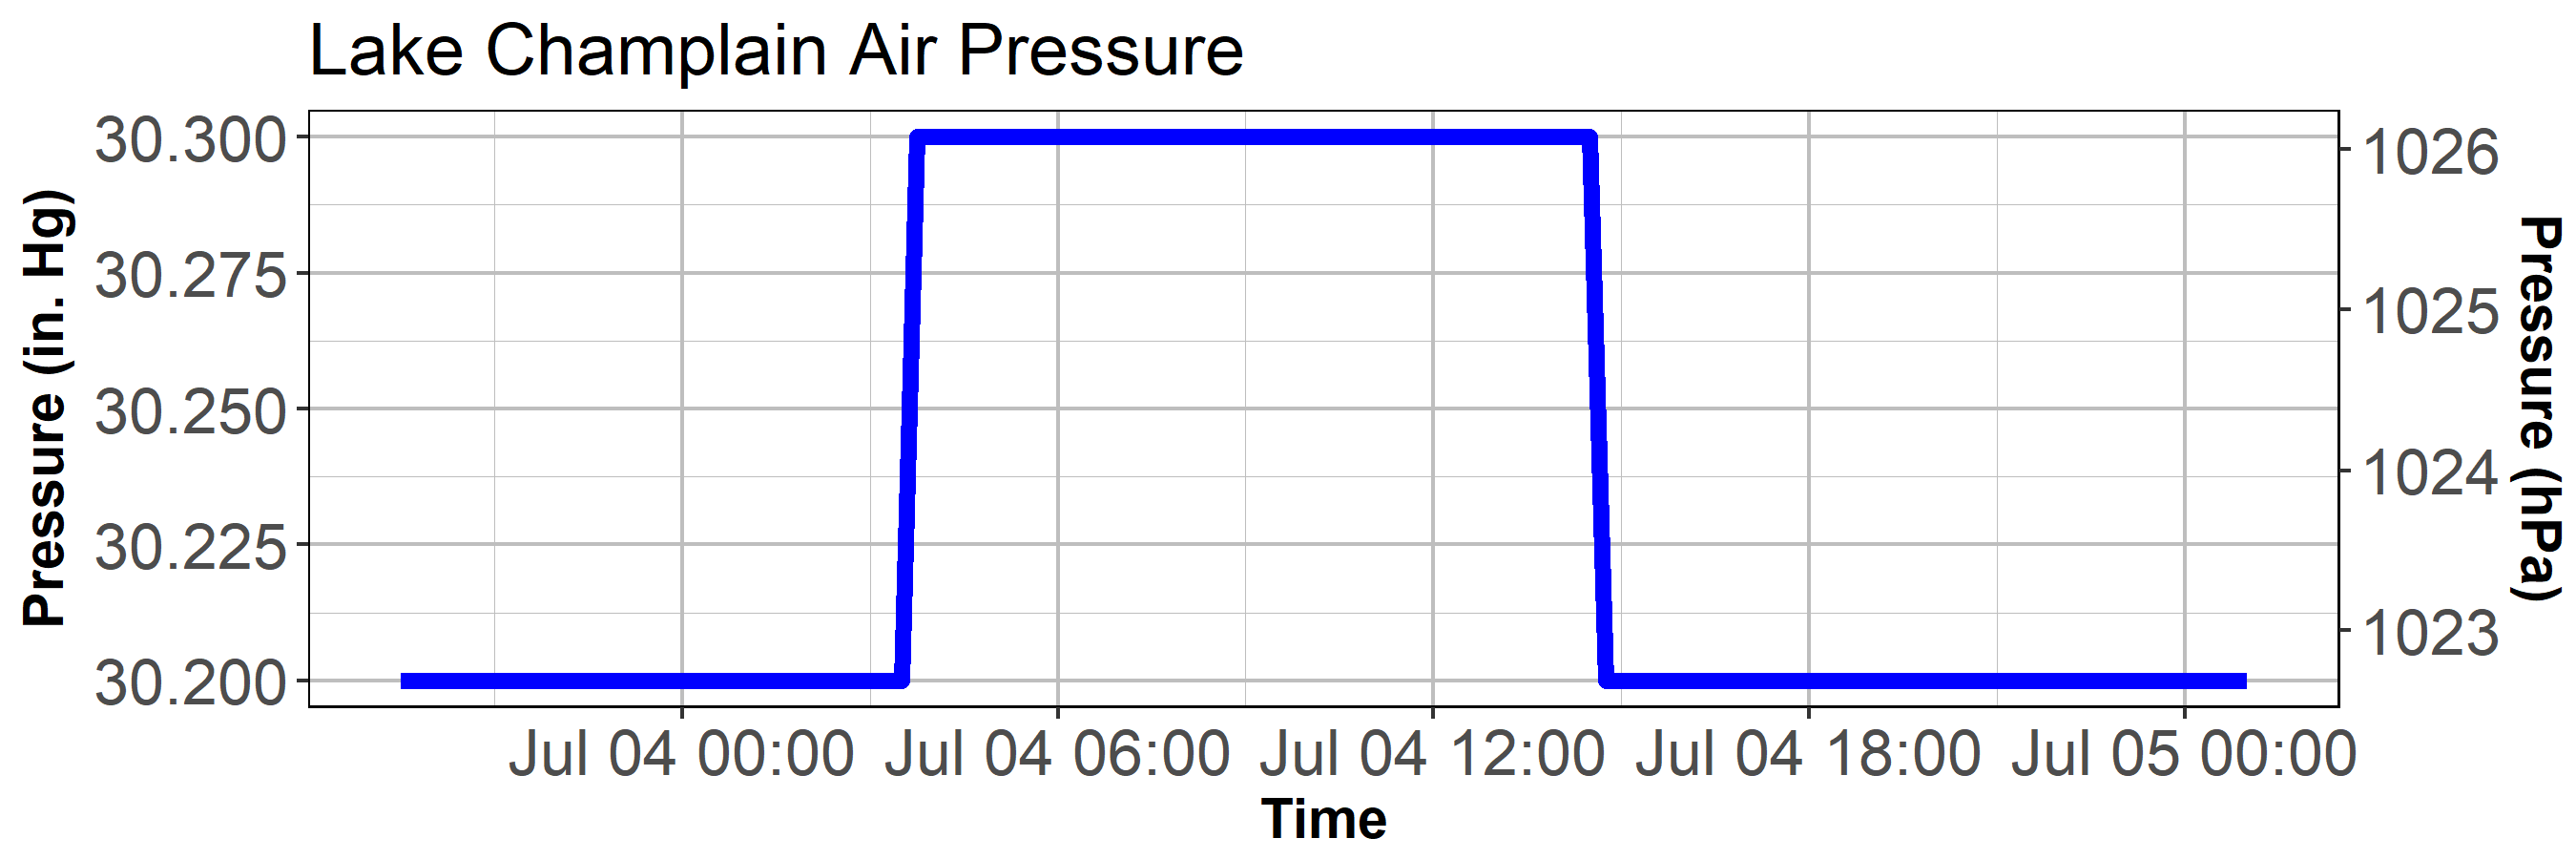 Lake Champlain Air Pressure
30.300
30.275
30.250
30.225
30.200
Pressure (in. Hg)
1026
1025
1024
1023
Pressure (hPa)
Jul 04 00:00 Jul 04 06:00 Jul 04 12:00 Jul 04 18:00 Jul 05 00:00
Time